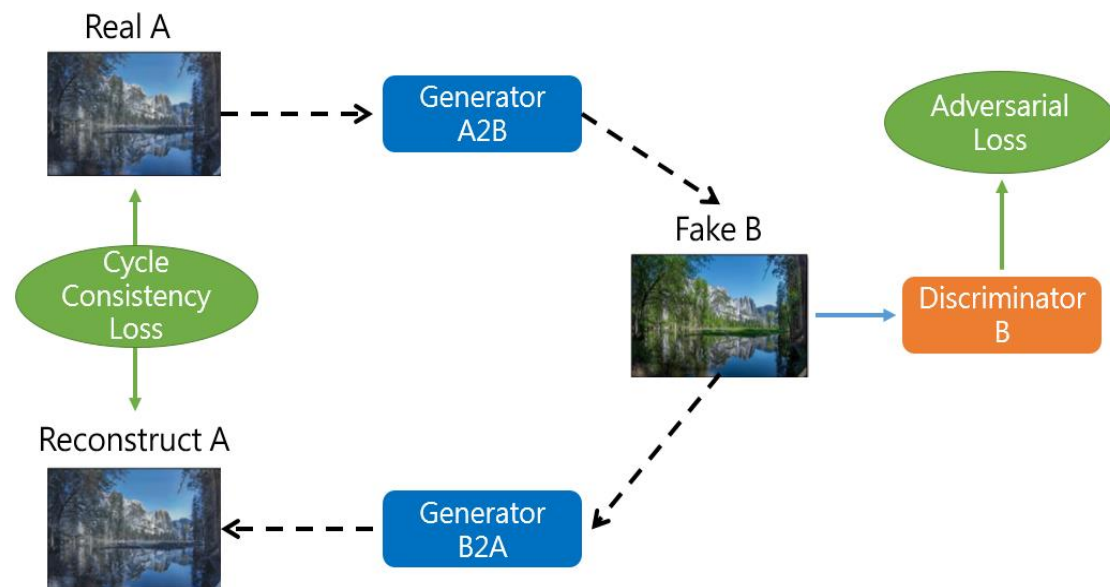 Real A
Generator
A2B
Adversarial
Loss
Fake B
Cycle
Consistency
Loss
Discriminator
B
Reconstruct A
Generator
B2A